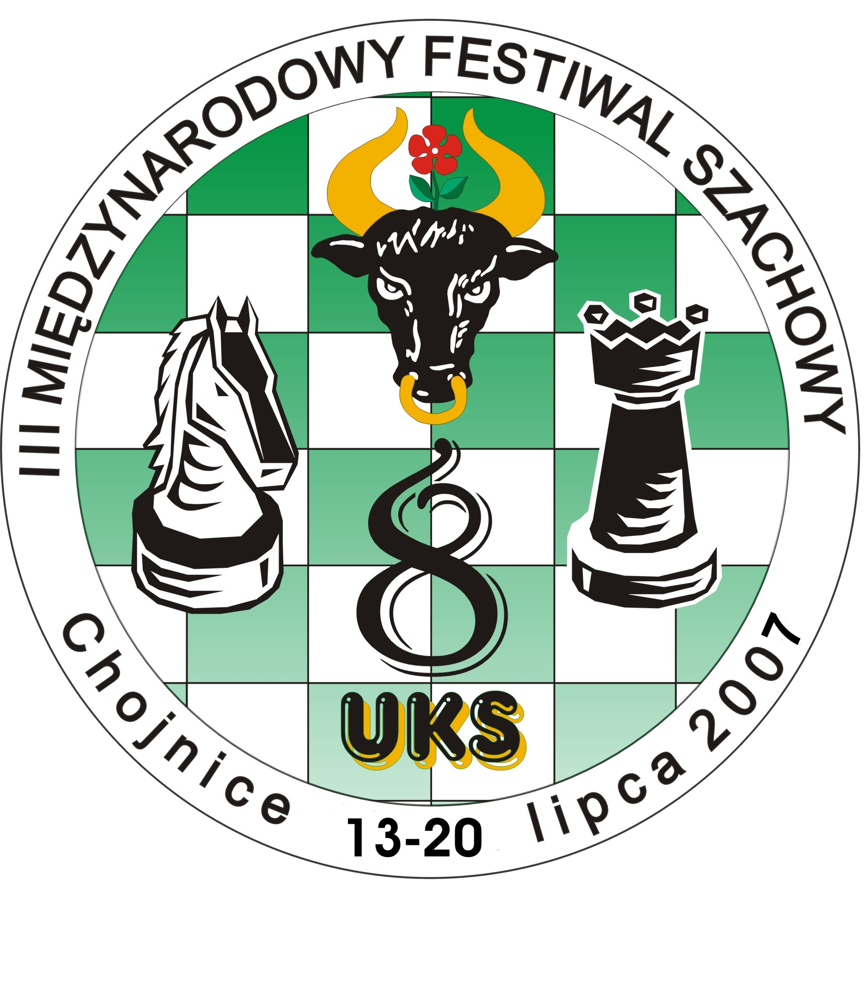 III MIĘDZYNARODOWY FESTIWAL SZACHOWY
8
UKS
Chojnice
13-20
lipca 2007